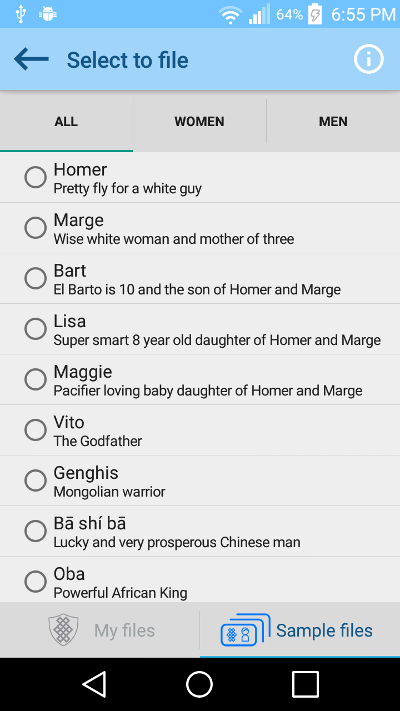 64% 6:55 PM
Select to file
ALL WOMEN MEN
Homer
Pretty fly for a white guy
Marge
Wise white woman and mother of three
Bart
El Barto is 10 and the son of Homer and Marge
Lisa
Super smart 8 year old daughter of Homer and Marge
Maggie
Pacifier loving baby daughter of Homer and Marge
Vito
The Godfather
Genghis
Mongolian warrior
Bā shí bā
Lucky and very prosperous Chinese man
Oba
Powerful African King
My files Sample files